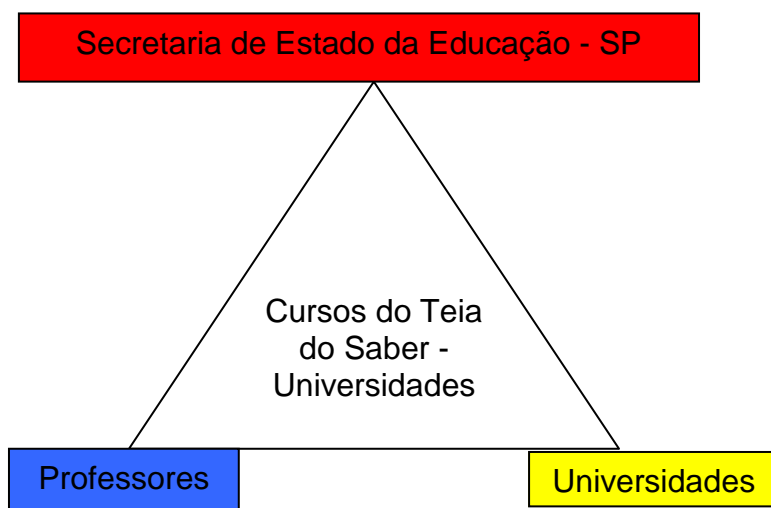 Secretaria de Estado da Educação - SP
Cursos do Teia
do Saber -
Universidades
Professores
Universidades